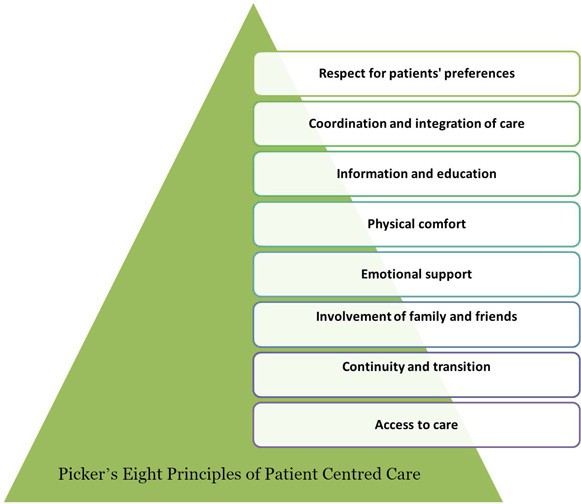 Respect for patients' preferences
Coordination and integration of care
Information and education
Physical comfort
Emotional support
Involvement of family and friends
Continuity and transition
Access to care
Picker’s Eight Principles of Patient Centred Care